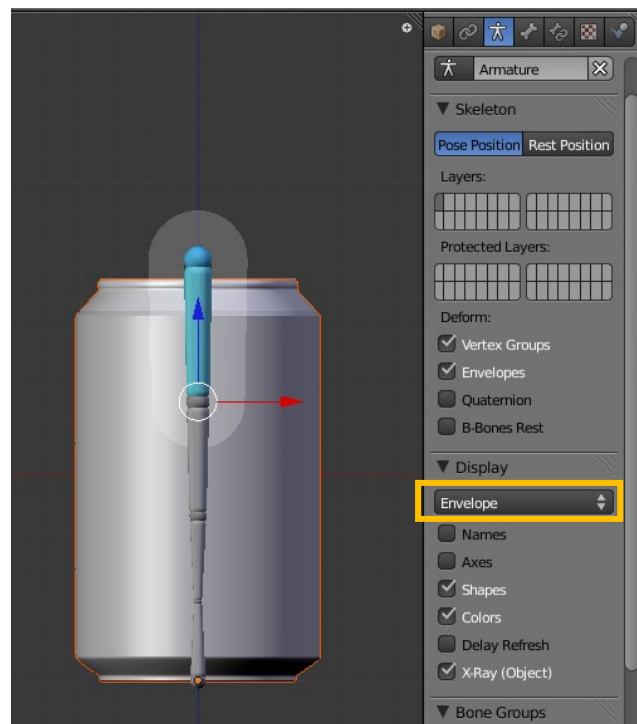 Armature
Skeleton
Pose Position Rest Position
Layers:
Protected Layers:
Deform:
Vertex Groups
Envelopes
Quaternion
B-Bones Rest
Display
Envelope
Names
Axes
Shapes
Colors
Delay Refresh
X-Ray (Object)
Bone Groups